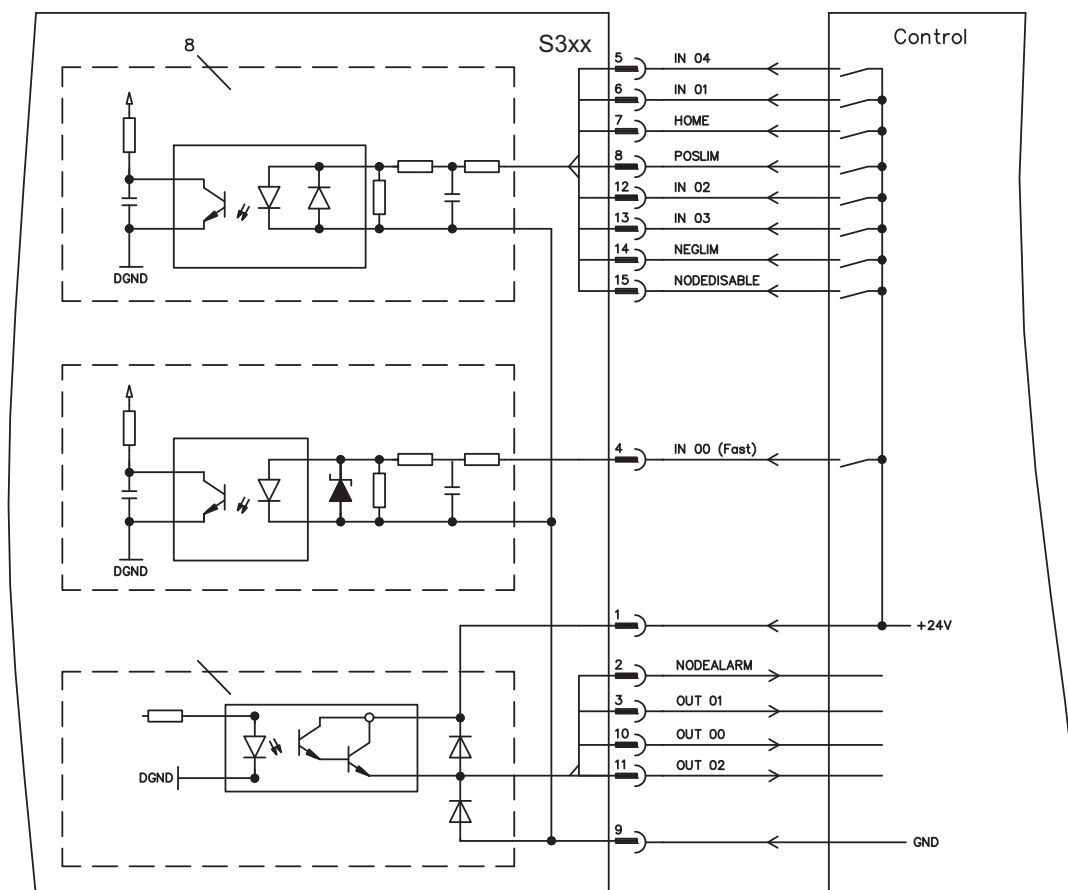 8
S3xx
Control
5 IN 04
6 IN 01
7 HOME
8 POSLIM
12 IN 02
13 IN 03
14 NEGLIM
15 NODEDISABLE
DGND
4 IN 00 (Fast)
DGND
1 +24V
2 NODEALARM
3 OUT 01
10 OUT 00
11 OUT 02
DGND
9 GND